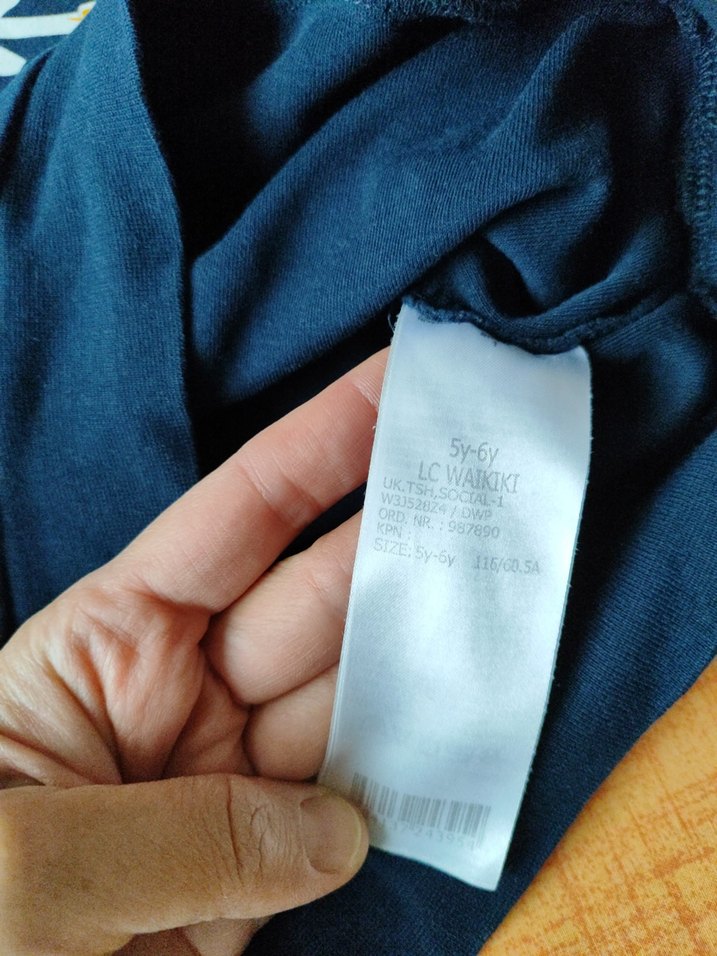 5y-6y
LC WAIKIKI
UK.TSH,SOCIAL-1
W3J528Z4 / DWP
ORD. NR. : 987890
KPN :
SIZE: 5y-6y 116/60.5A